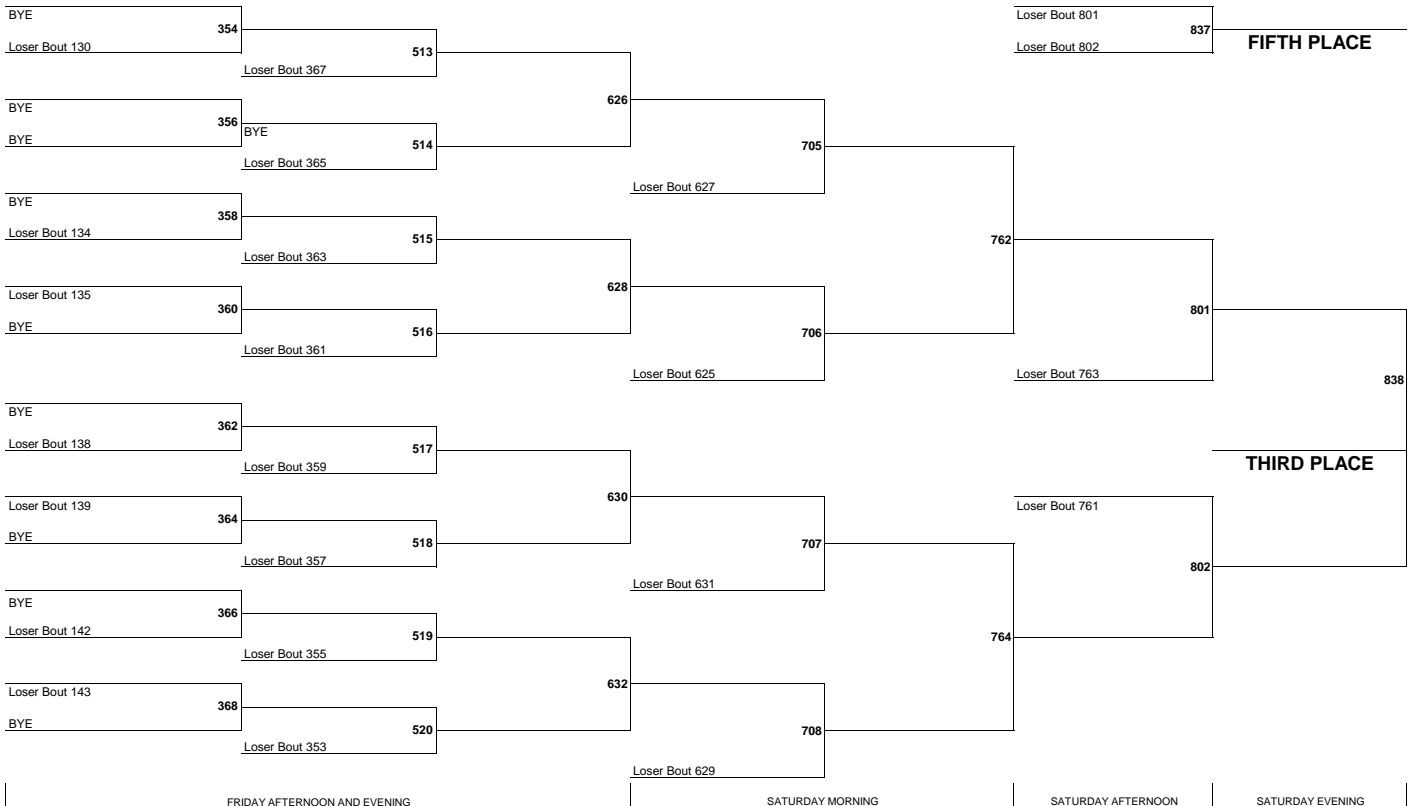 BYE
354
Loser Bout 130
513
Loser Bout 367
BYE
356
BYE
BYE
514
Loser Bout 365
626
705
Loser Bout 627
BYE
358
Loser Bout 134
515
Loser Bout 363
Loser Bout 135
360
BYE
516
Loser Bout 361
628
706
Loser Bout 625
762
801
Loser Bout 763
BYE
362
Loser Bout 138
517
Loser Bout 359
Loser Bout 139
364
BYE
518
Loser Bout 357
630
707
Loser Bout 631
BYE
366
Loser Bout 142
519
Loser Bout 355
Loser Bout 143
368
BYE
520
Loser Bout 353
632
708
Loser Bout 629
764
Loser Bout 761
802
838
THIRD PLACE
Loser Bout 801
837
Loser Bout 802
FIFTH PLACE
FRIDAY AFTERNOON AND EVENING
SATURDAY MORNING
SATURDAY AFTERNOON
SATURDAY EVENING